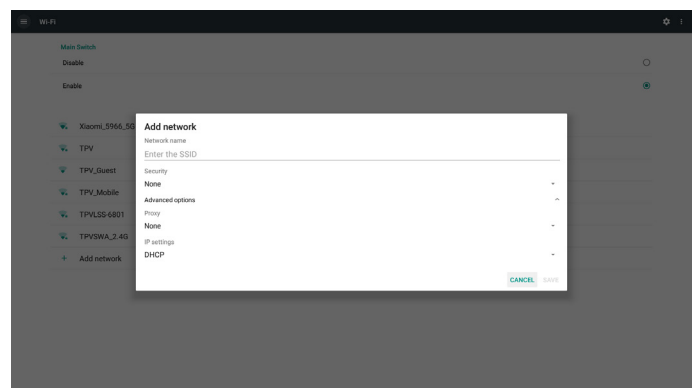 Wi-Fi
Main Switch
Disable
Enable
Xiaomi_5966_5G
TPV
TPV_Guest
TPV_Mobile
TPVLSS-6801
TPVSWA_2.4G
Add network
Add network
Network name
Enter the SSID
Security
None
Advanced options
Proxy
None
IP settings
DHCP
CANCEL SAVE